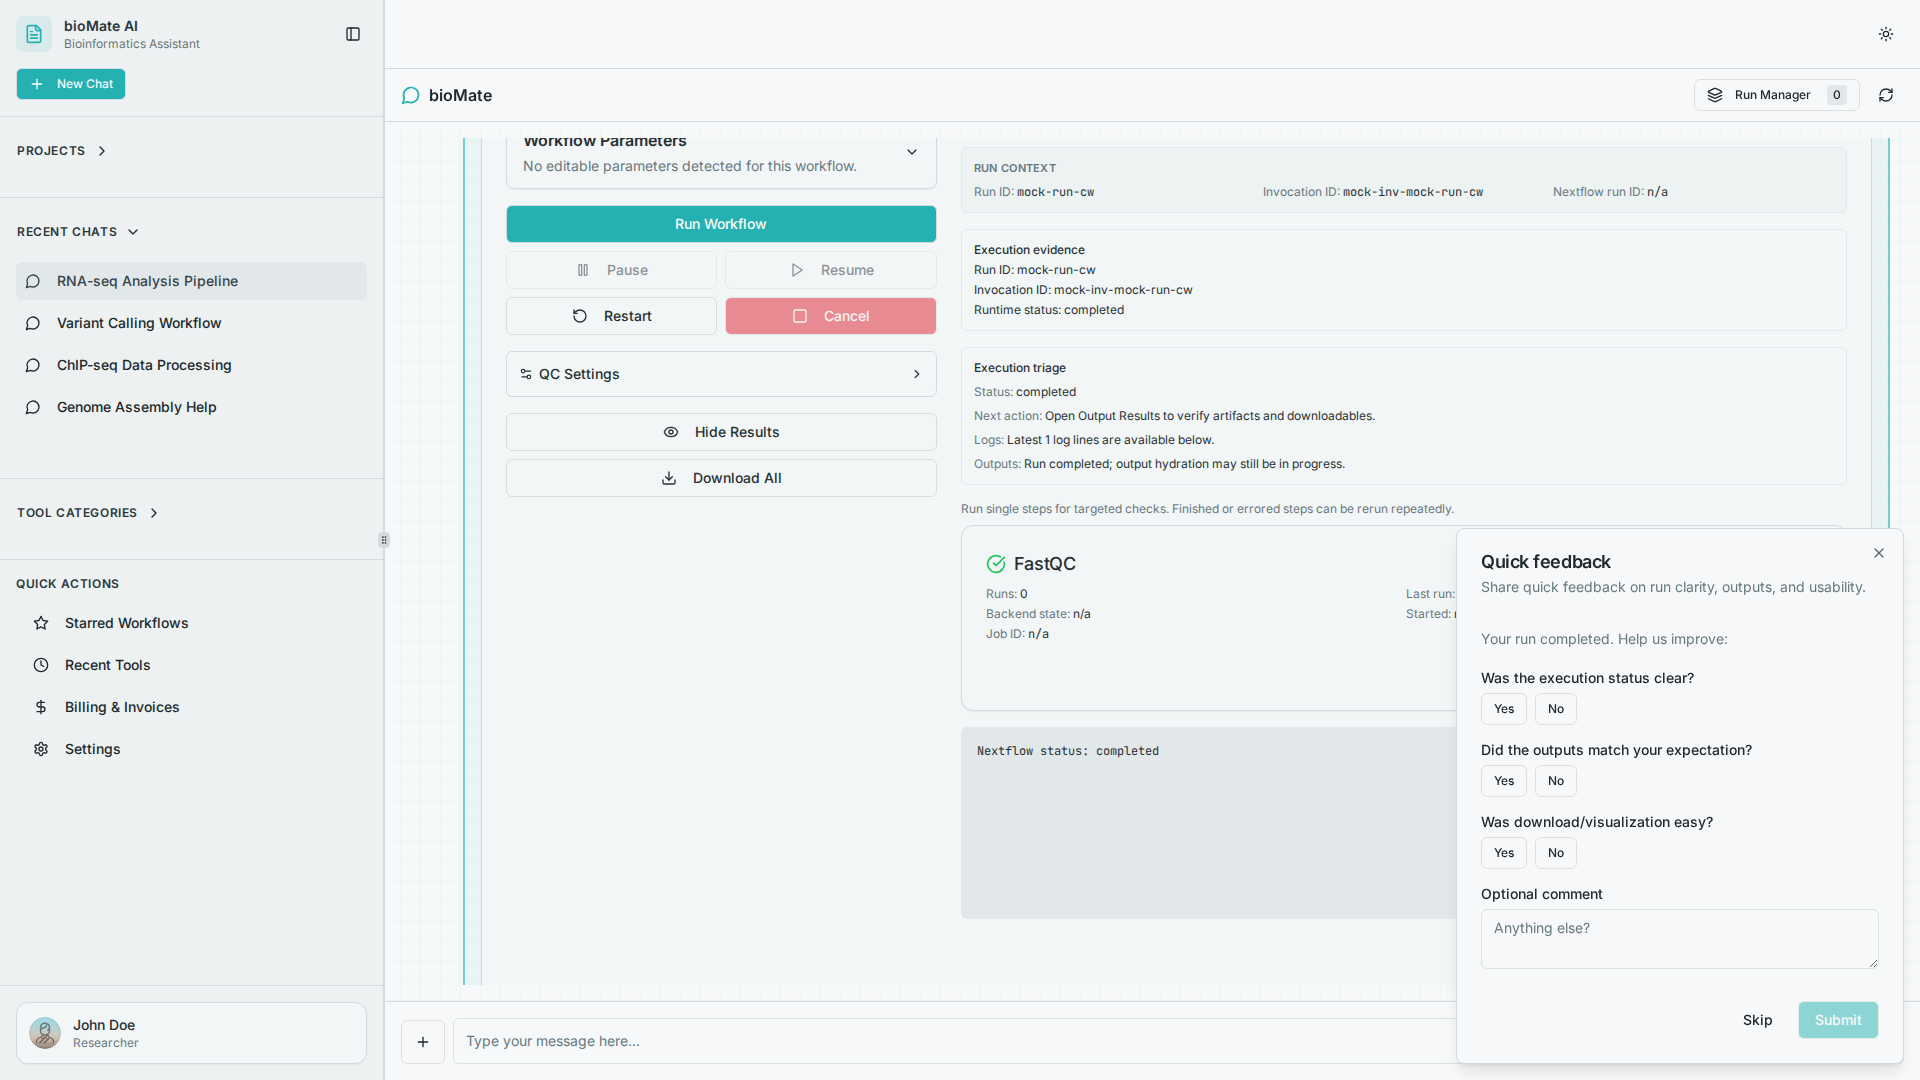 bioMate AI
Bioinformatics Assistant
New Chat
PROJECTS
RECENT CHATS
RNA-seq Analysis Pipeline
Variant Calling Workflow
ChIP-seq Data Processing
Genome Assembly Help
TOOL CATEGORIES
QUICK ACTIONS
Starred Workflows
Recent Tools
Billing & Invoices
Settings
John Doe
Researcher
bioMate
Run Manager 0
Workflow Parameters
No editable parameters detected for this workflow.
Run Workflow
Pause
Resume
Restart
Cancel
QC Settings
Hide Results
Download All
RUN CONTEXT
Run ID: mock-run-cw
Invocation ID: mock-inv-mock-run-cw
Nextflow run ID: n/a
Execution evidence
Run ID: mock-run-cw
Invocation ID: mock-inv-mock-run-cw
Runtime status: completed
Execution triage
Status: completed
Next action: Open Output Results to verify artifacts and downloadables.
Logs: Latest 1 log lines are available below.
Outputs: Run completed; output hydration may still be in progress.
Run single steps for targeted checks. Finished or errored steps can be rerun repeatedly.
FastQC
Runs: 0
Last run:
Backend state: n/a
Started:
Job ID: n/a
Nextflow status: completed
Type your message here...
Quick feedback
Share quick feedback on run clarity, outputs, and usability.
Your run completed. Help us improve:
Was the execution status clear?
Yes
No
Did the outputs match your expectation?
Yes
No
Was download/visualization easy?
Yes
No
Optional comment
Anything else?
Skip
Submit